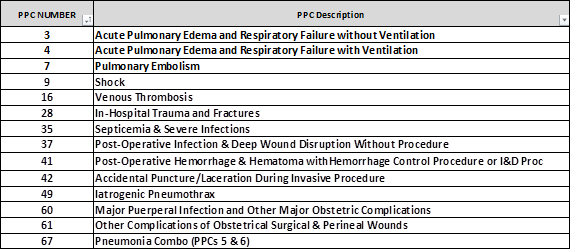 PPC NUMBER PPC Description
3 Acute Pulmonary Edema and Respiratory Failure without Ventilation
4 Acute Pulmonary Edema and Respiratory Failure with Ventilation
7 Pulmonary Embolism
9 Shock
16 Venous Thrombosis
28 In-Hospital Trauma and Fractures
35 Septicemia & Severe Infections
37 Post-Operative Infection & Deep Wound Disruption Without Procedure
41 Post-Operative Hemorrhage & Hematoma with Hemorrhage Control Procedure or I&D Proc
42 Accidental Puncture/Laceration During Invasive Procedure
49 Iatrogenic Pneumothrax
60 Major Puerperal Infection and Other Major Obstetric Complications
61 Other Complications of Obstetrical Surgical & Perineal Wounds
67 Pneumonia Combo (PPCs 5 & 6)